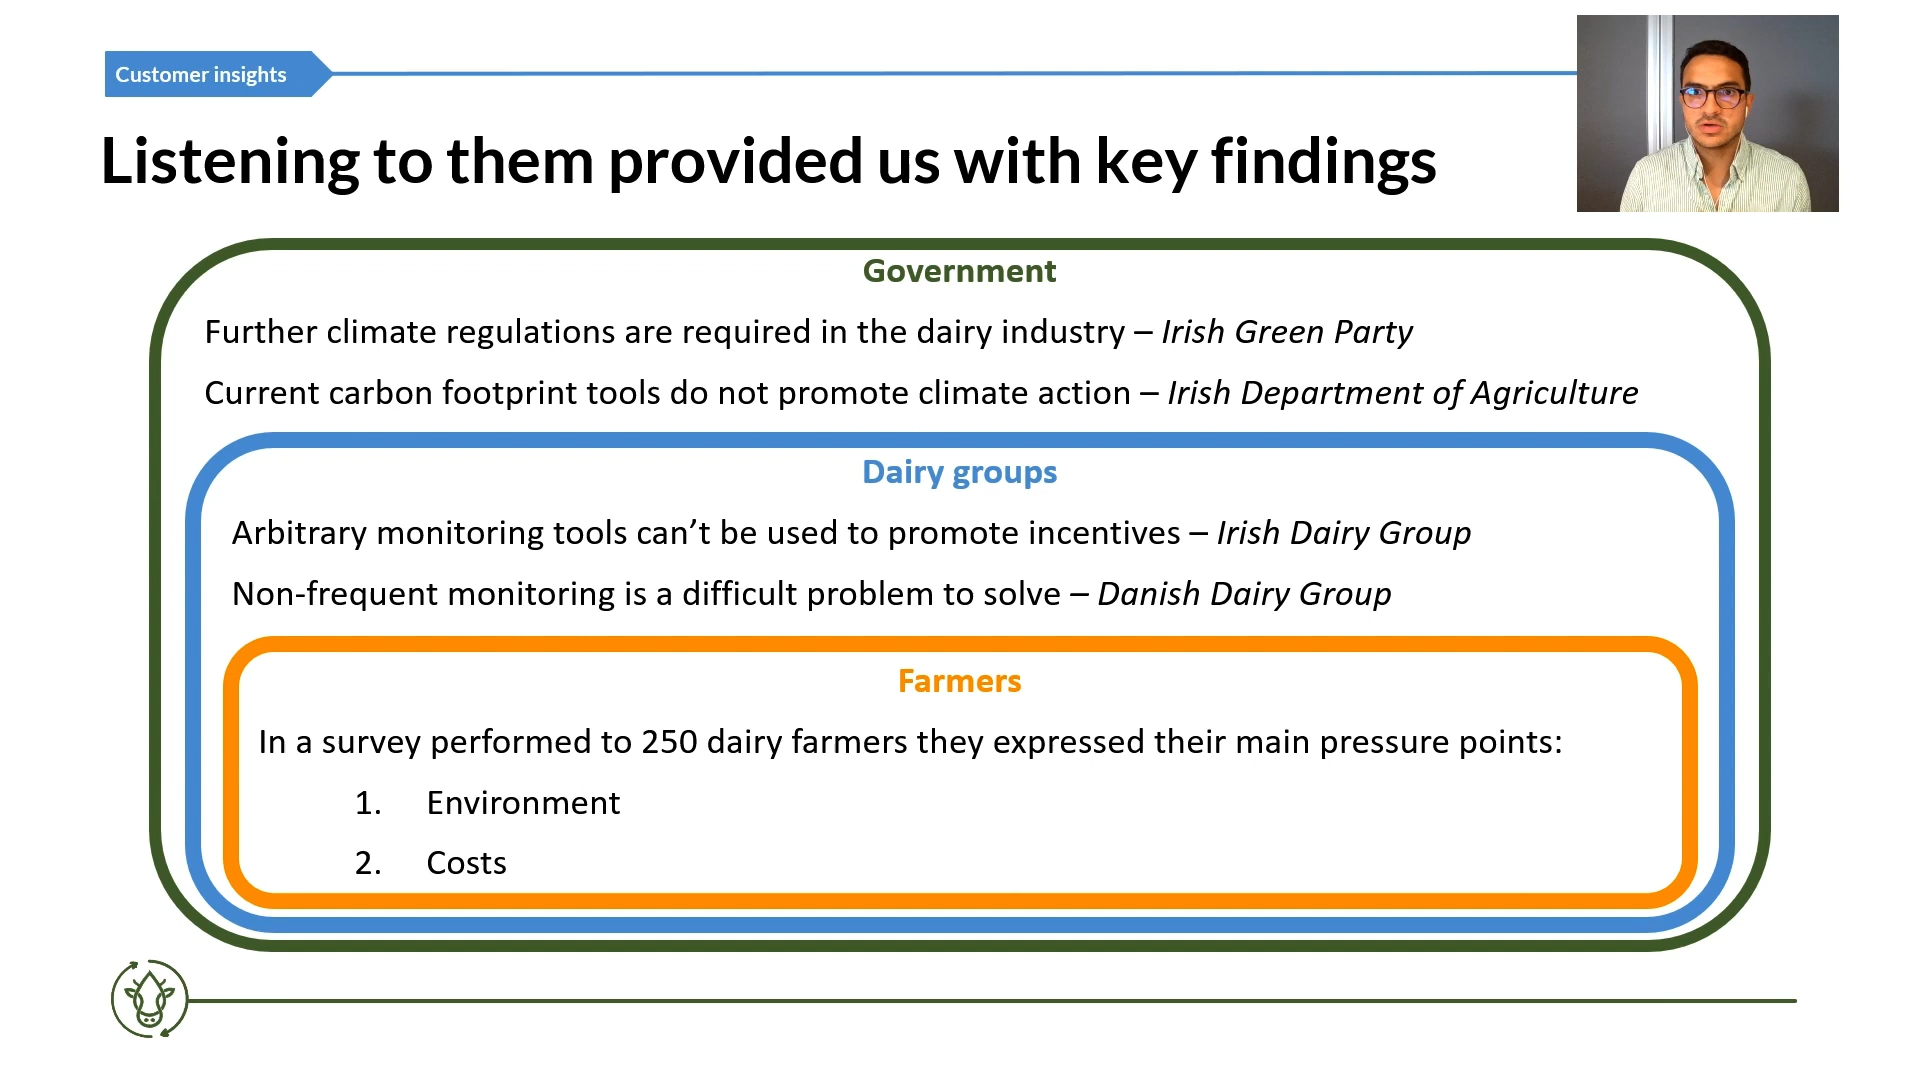 Customer insights
Listening to them provided us with key findings
Government
Further climate regulations are required in the dairy industry – Irish Green Party
Current carbon footprint tools do not promote climate action – Irish Department of Agriculture
Dairy groups
Arbitrary monitoring tools can’t be used to promote incentives – Irish Dairy Group
Non-frequent monitoring is a difficult problem to solve – Danish Dairy Group
Farmers
In a survey performed to 250 dairy farmers they expressed their main pressure points:
1. Environment
2. Costs